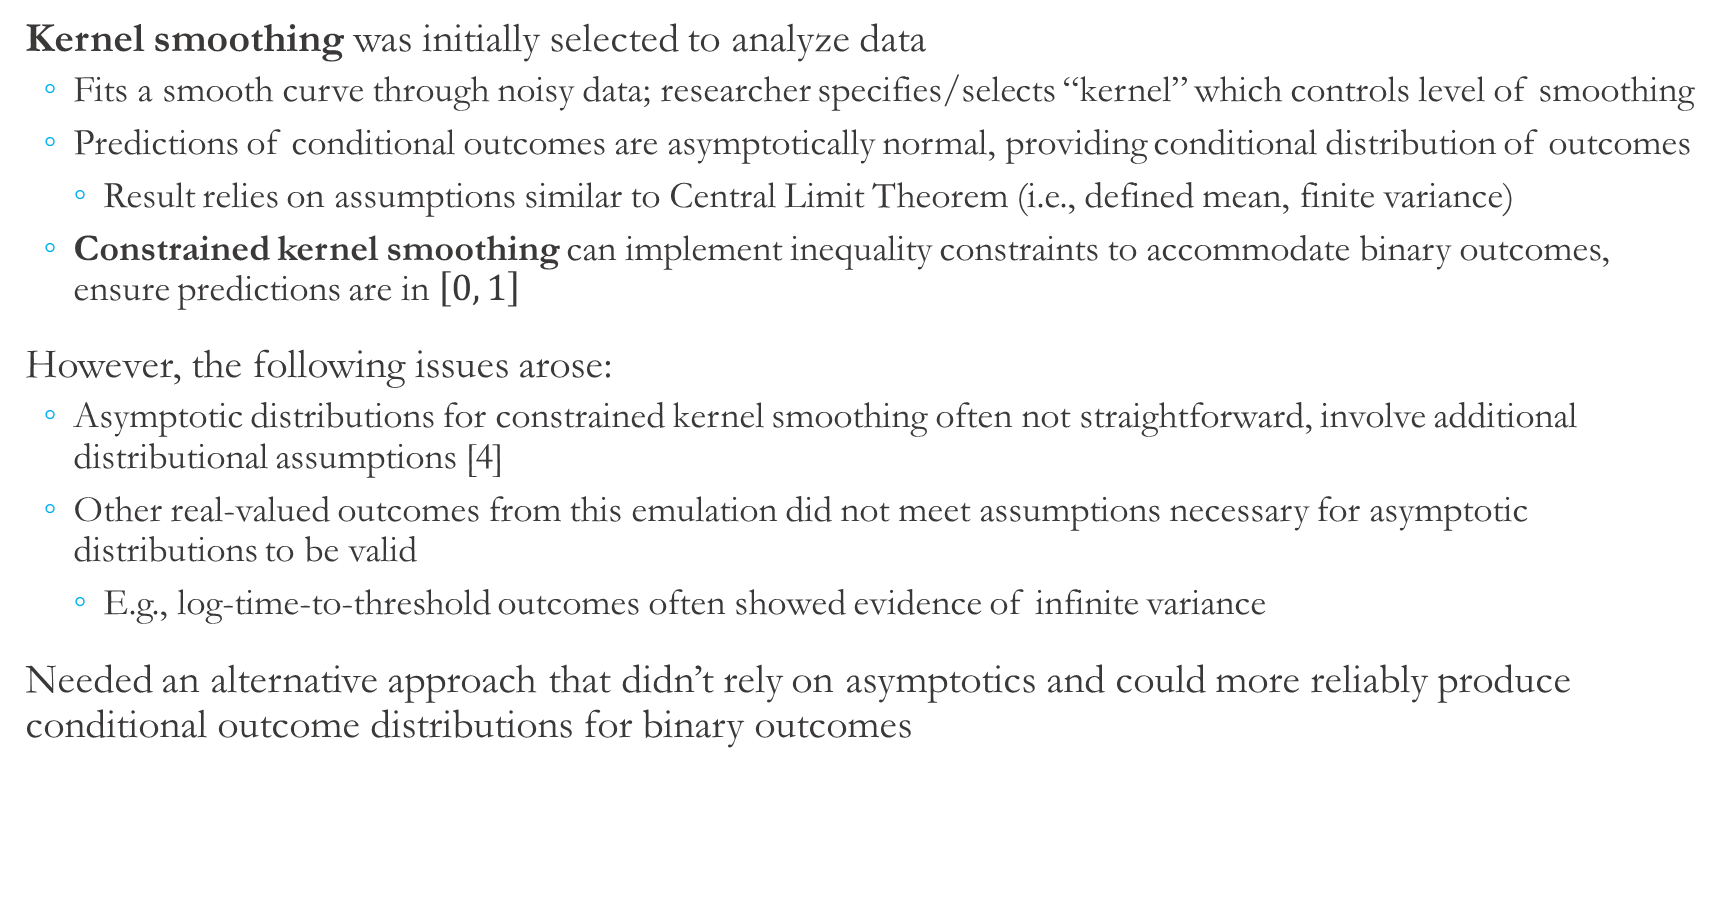 Kernel smoothing was initially selected to analyze data
◦ Fits a smooth curve through noisy data; researcher specifies/selects “kernel” which controls level of smoothing
◦ Predictions of conditional outcomes are asymptotically normal, providing conditional distribution of outcomes
◦ Result relies on assumptions similar to Central Limit Theorem (i.e., defined mean, finite variance)
◦ Constrained kernel smoothing can implement inequality constraints to accommodate binary outcomes,
ensure predictions are in [0, 1]
However, the following issues arose:
◦ Asymptotic distributions for constrained kernel smoothing often not straightforward, involve additional
distributional assumptions [4]
◦ Other real-valued outcomes from this emulation did not meet assumptions necessary for asymptotic
distributions to be valid
◦ E.g., log-time-to-threshold outcomes often showed evidence of infinite variance
Needed an alternative approach that didn’t rely on asymptotics and could more reliably produce
conditional outcome distributions for binary outcomes